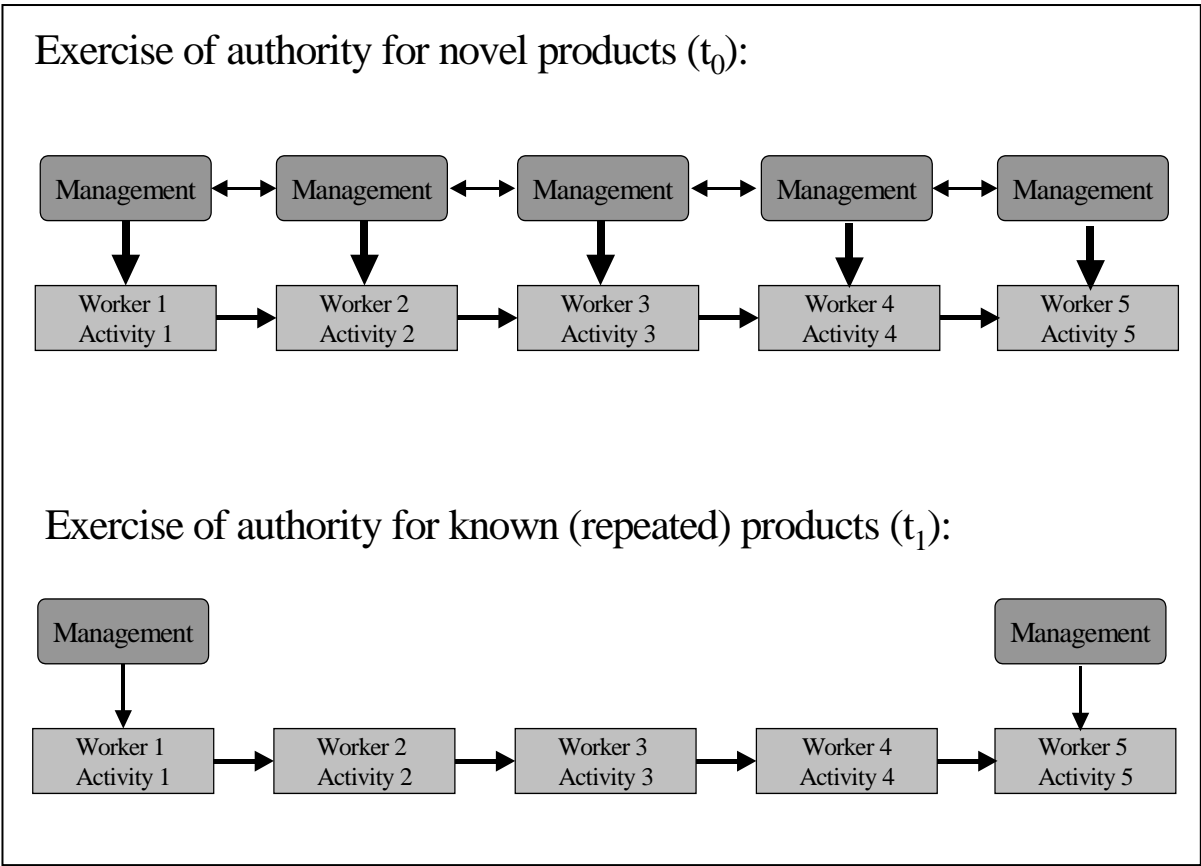 Exercise of authority for novel products (t₀):
Management Management Management Management Management
Worker 1 Worker 2 Worker 3 Worker 4 Worker 5
Activity 1 Activity 2 Activity 3 Activity 4 Activity 5
Exercise of authority for known (repeated) products (t₁):
Management Management
Worker 1 Worker 2 Worker 3 Worker 4 Worker 5
Activity 1 Activity 2 Activity 3 Activity 4 Activity 5